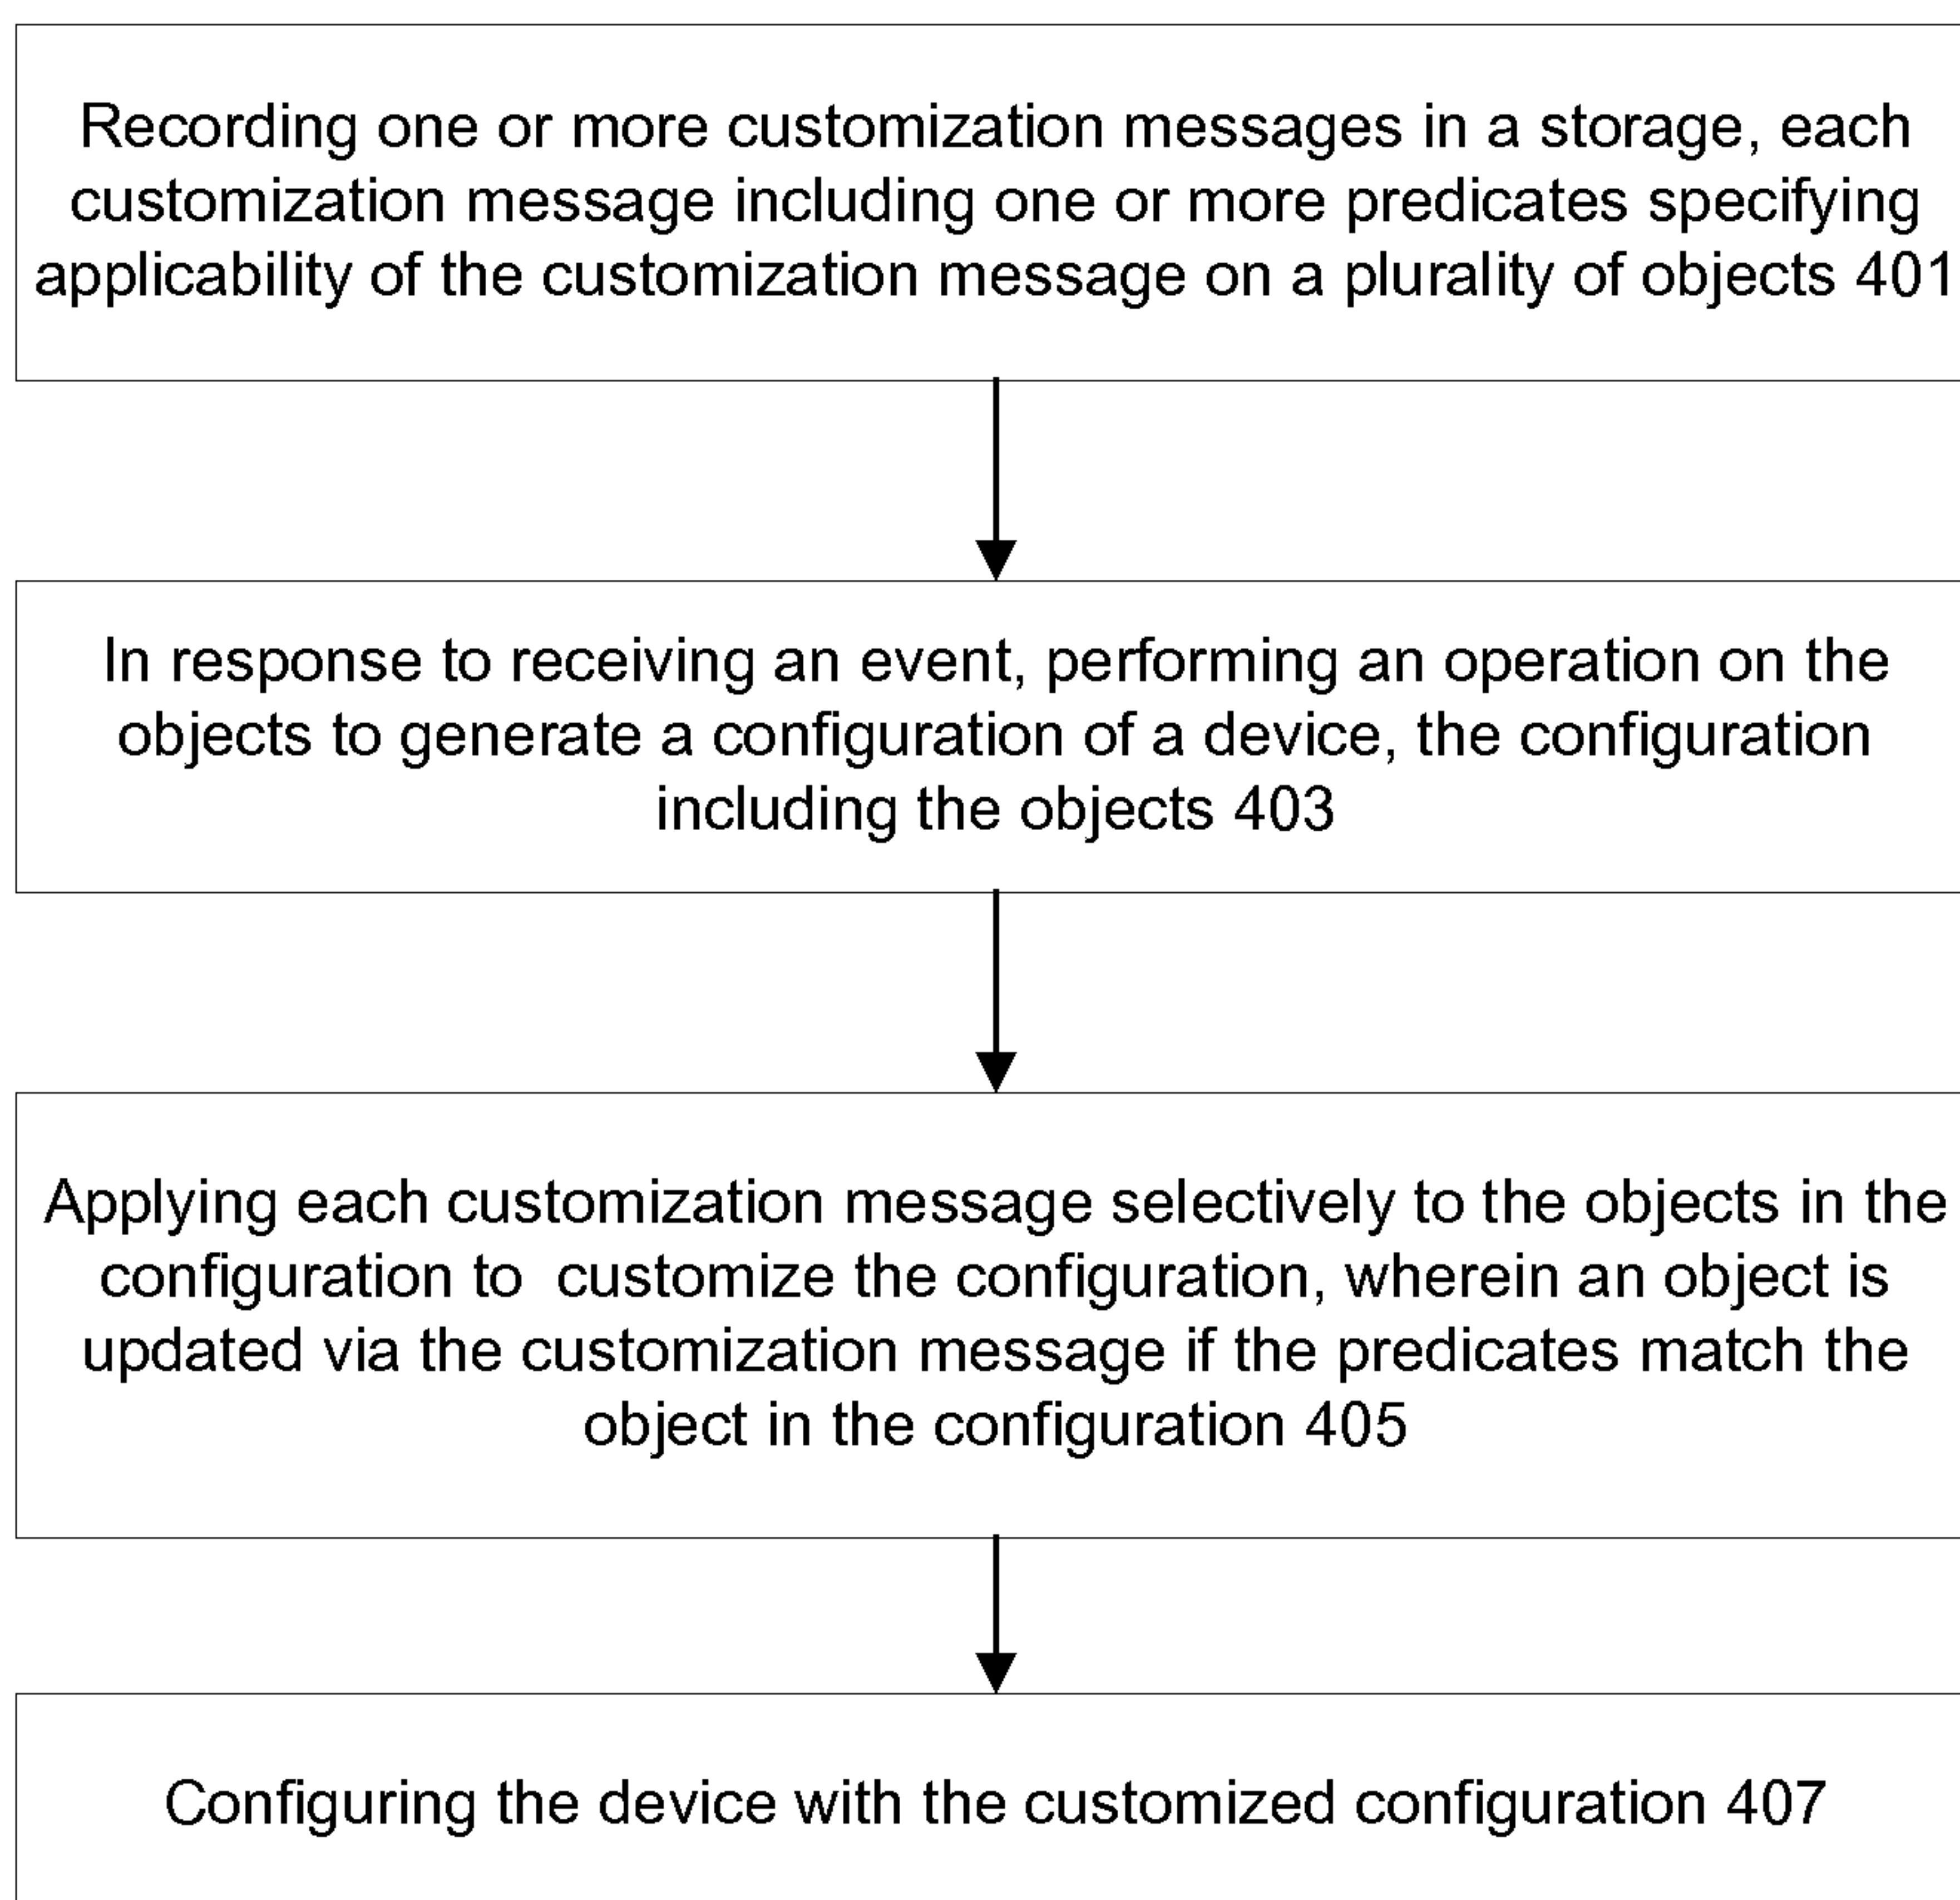 Recording one or more customization messages in a storage, each
customization message including one or more predicates specifying
applicability of the customization message on a plurality of objects 401
In response to receiving an event, performing an operation on the
objects to generate a configuration of a device, the configuration
including the objects 403
Applying each customization message selectively to the objects in the
configuration to  customize the configuration, wherein an object is
updated via the customization message if the predicates match the
object in the configuration 405
Configuring the device with the customized configuration 407